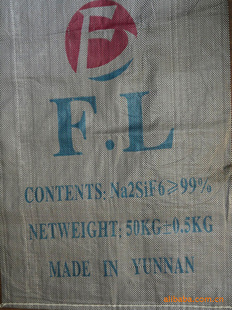 F.L
CONTENTS: Na2SiF6≥99%
NETWEIGHT: 50KG±0.5KG
MADE IN YUNNAN